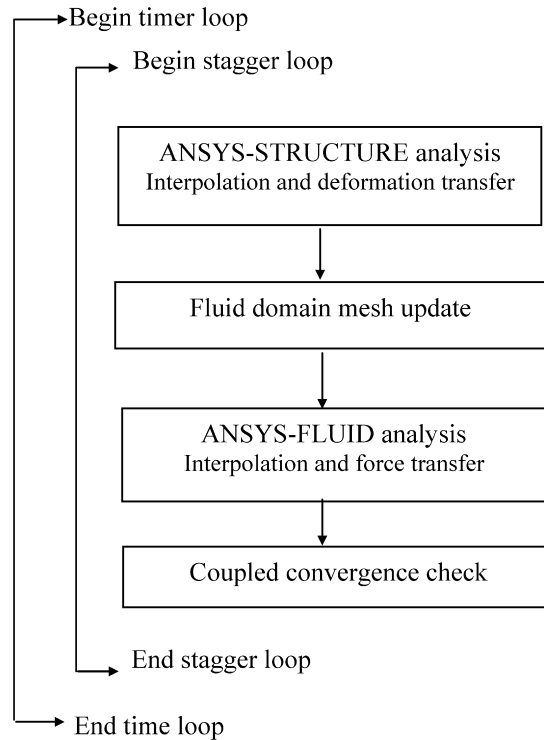 Begin timer loop
Begin stagger loop
ANSYS-STRUCTURE analysis
Interpolation and deformation transfer
Fluid domain mesh update
ANSYS-FLUID analysis
Interpolation and force transfer
Coupled convergence check
End stagger loop
End time loop